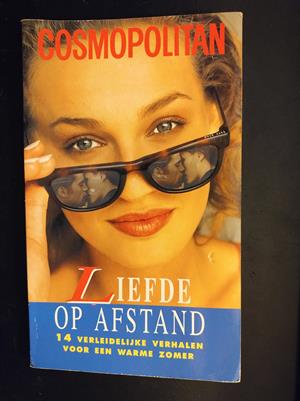 COSMOPOLITAN
LIEFDE
OP AFSTAND
14 VERLEIDELIJKE VERHALEN
VOOR EEN WARME ZOMER